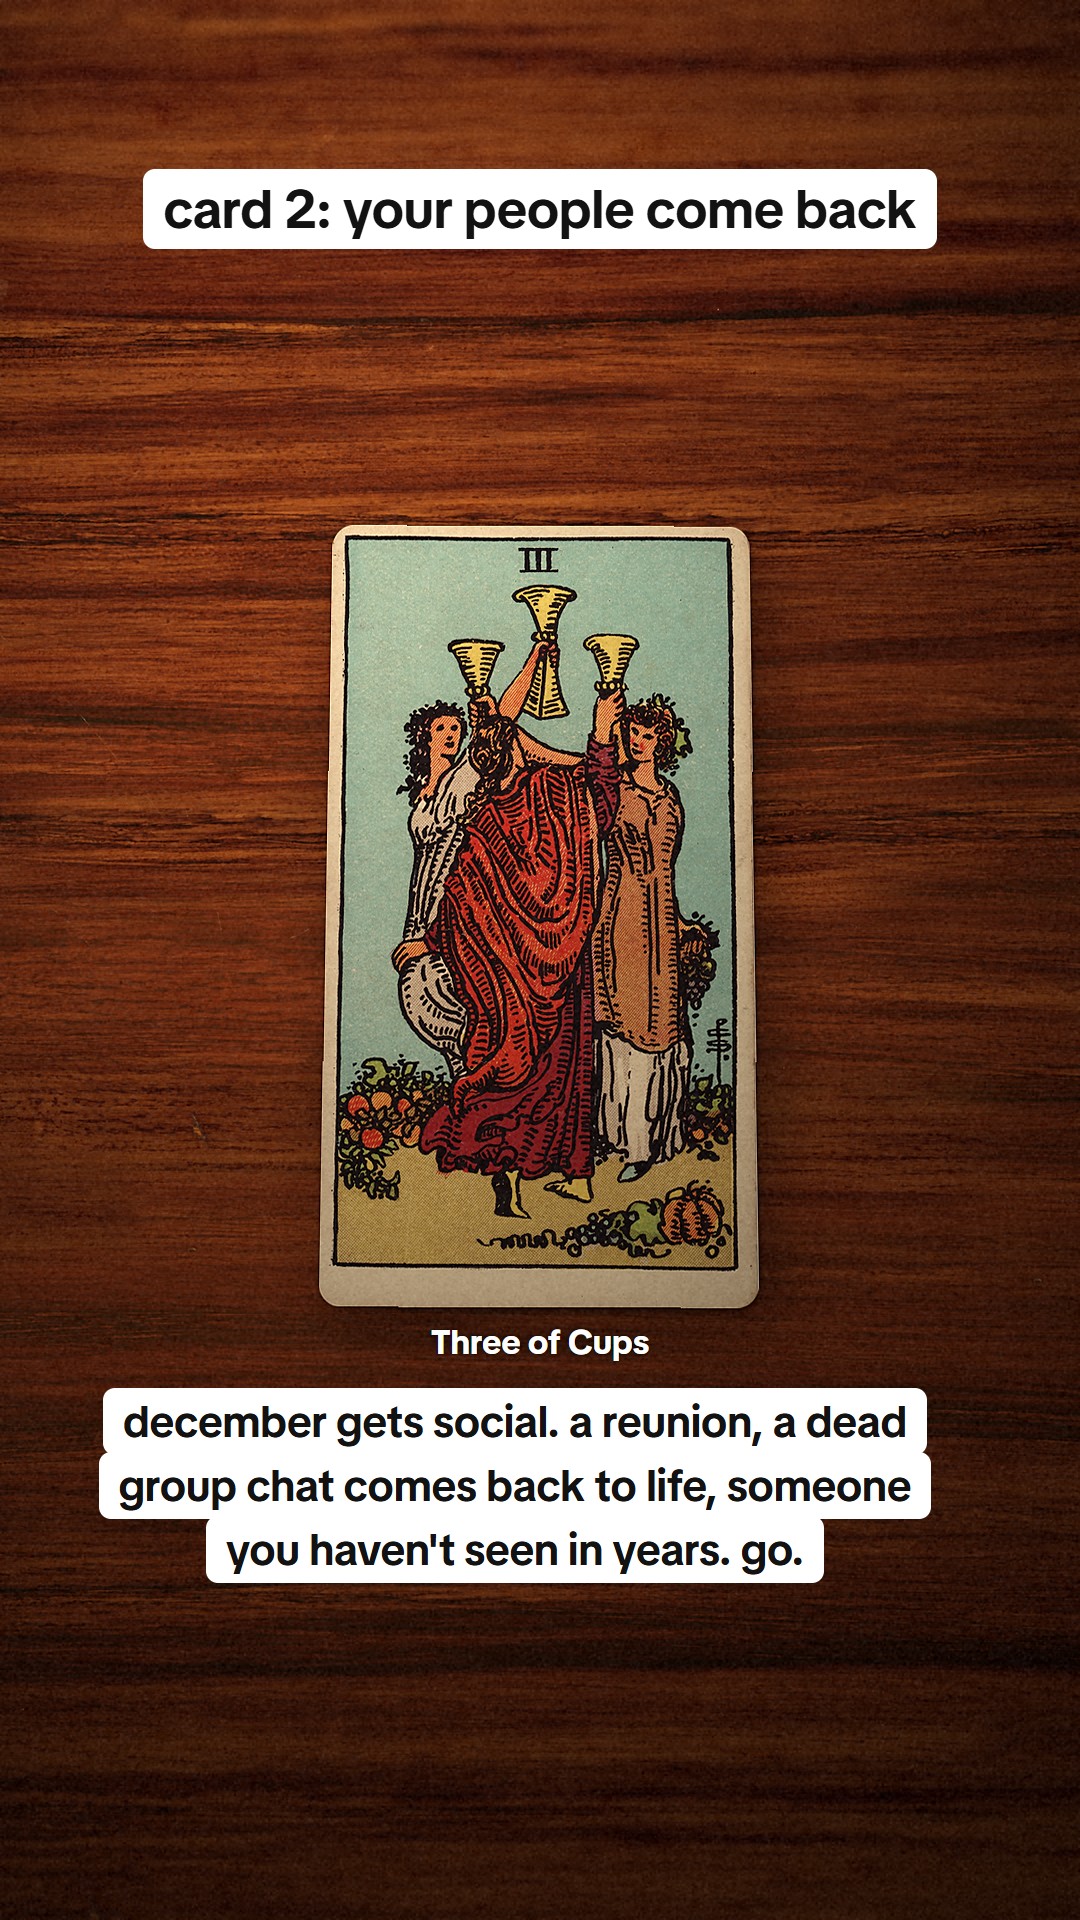 card 2: your people come back
III
Three of Cups
december gets social. a reunion, a dead
group chat comes back to life, someone
you haven't seen in years. go.